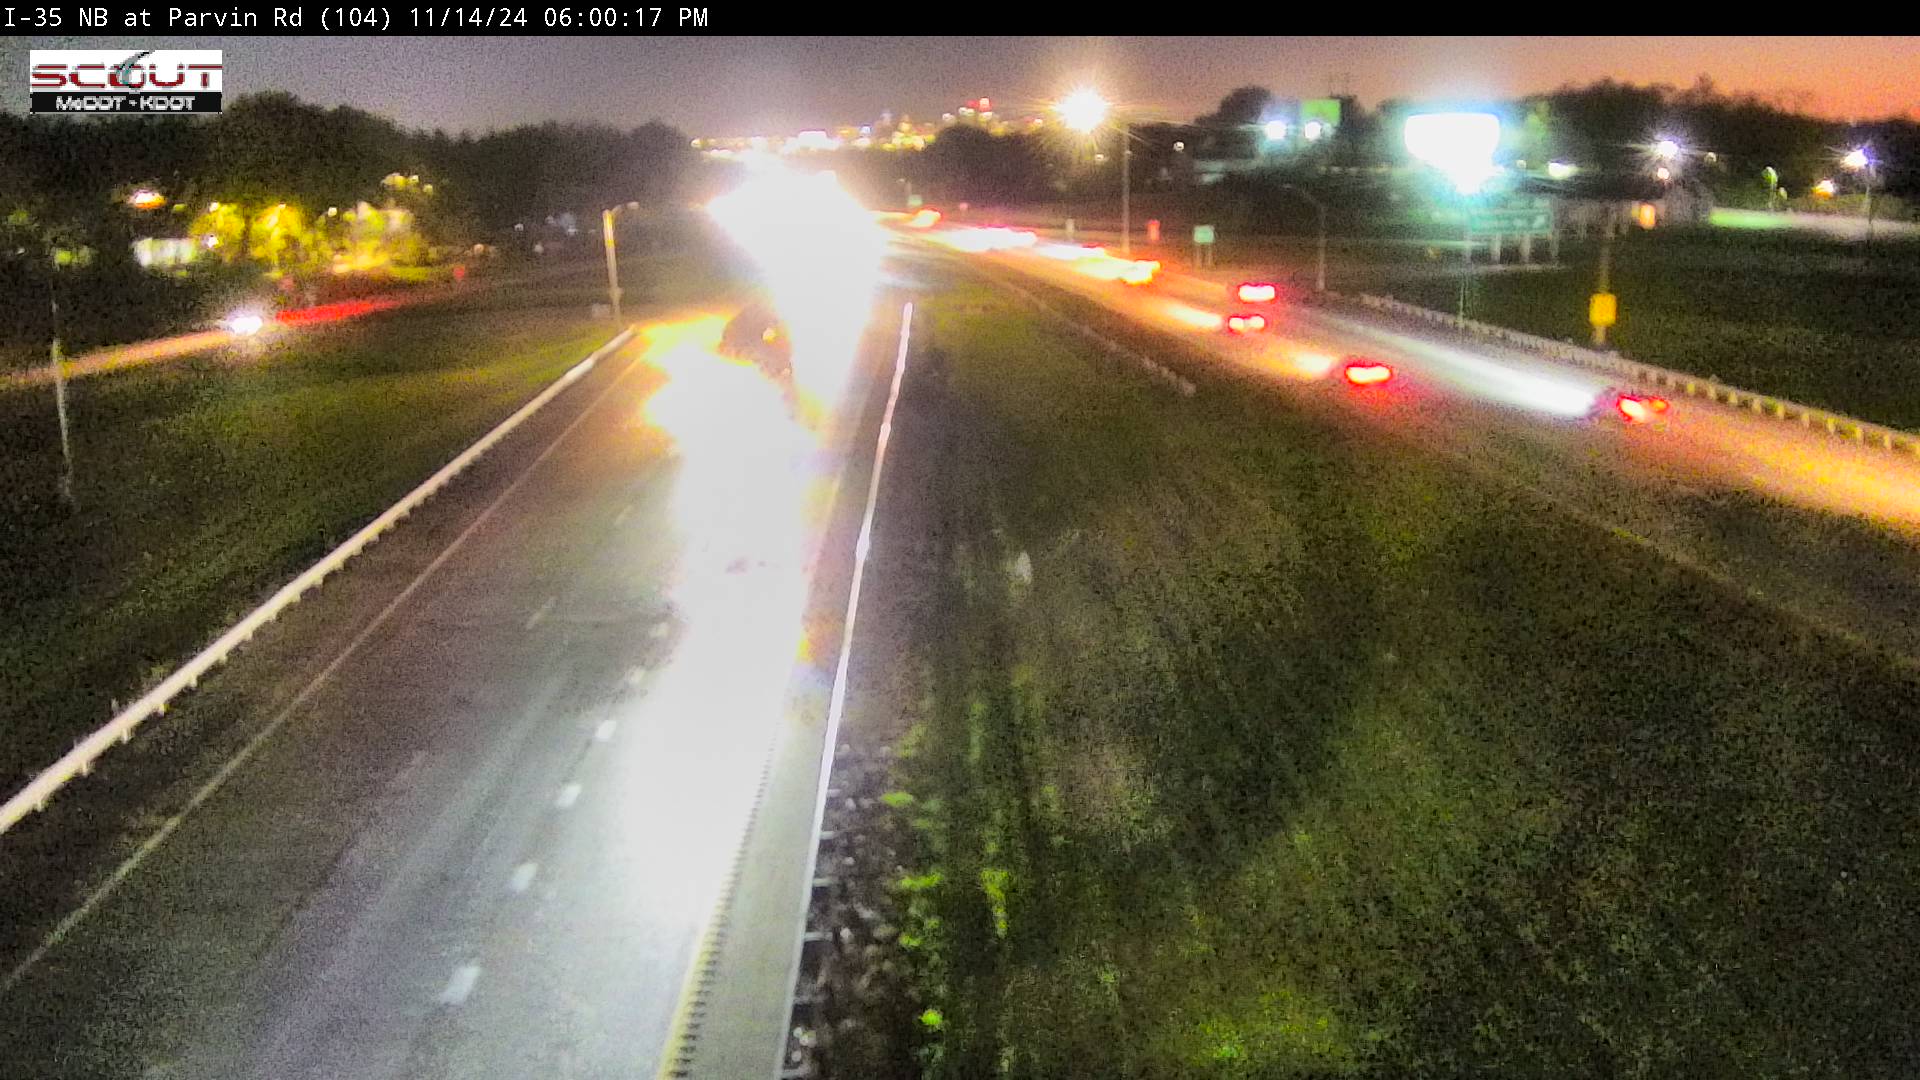 I-35 NB at Parvin Rd (104) 11/14/24 06:00:17 PM
SCOUT
MoDOT - KDOT